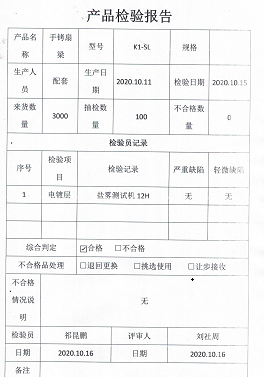 产品检验报告
产品名称 手铐扇梁 型号 K1-SL 规格
生产人员 配套 生产日期 2020.10.11 检验日期 2020.10.15
来货数量 3000 抽检数量 100 不合格数量 0
检验员记录
序号 检验项目 检验记录 严重缺陷 轻微缺陷
1 电镀层 盐雾测试机 12H 无 无
综合判定 ☑合格 □不合格
不合格品处理 □退回更换 □挑选使用 □让步接收
不合格情况说明 无
检验员 祁昆鹏 评审人 刘社周
日期 2020.10.16 日期 2020.10.16
备注